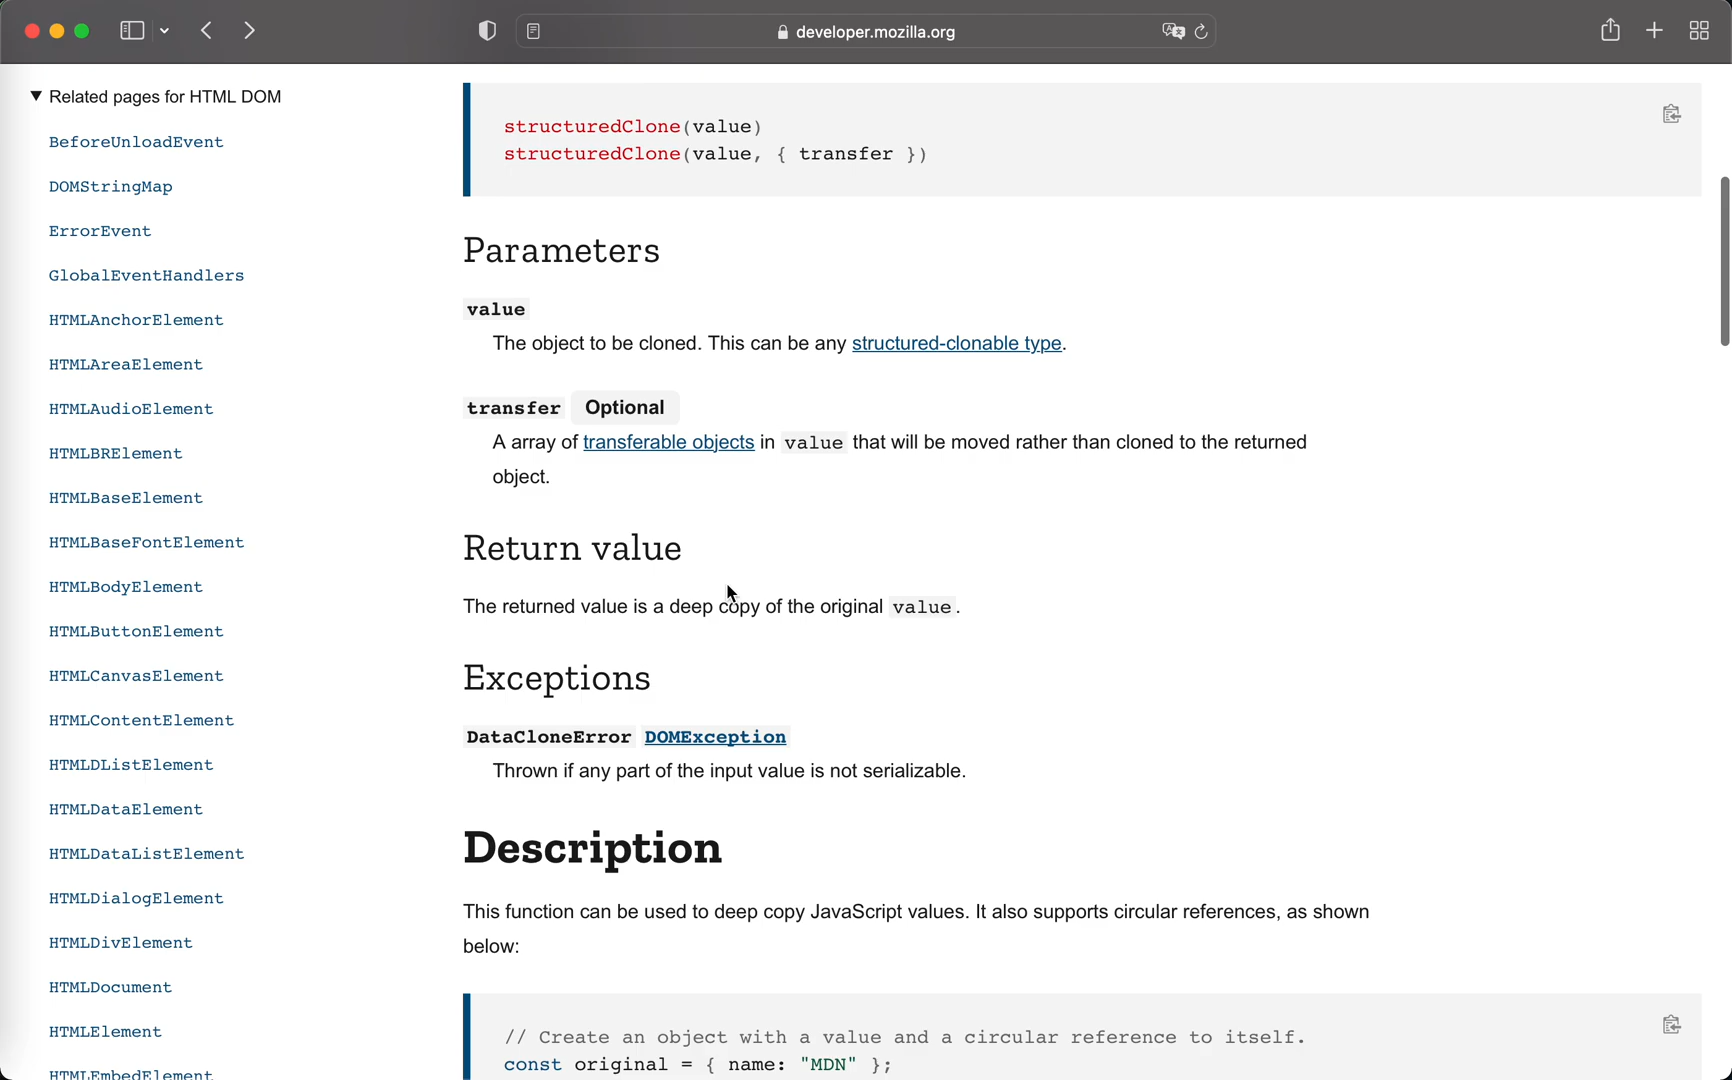 developer.mozilla.org
▼ Related pages for HTML DOM
BeforeUnloadEvent
DOMStringMap
ErrorEvent
GlobalEventHandlers
HTMLAnchorElement
HTMLAreaElement
HTMLAudioElement
HTMLBRElement
HTMLBaseElement
HTMLBaseFontElement
HTMLBodyElement
HTMLButtonElement
HTMLCanvasElement
HTMLContentElement
HTMLDListElement
HTMLDataElement
HTMLDataListElement
HTMLDialogElement
HTMLDivElement
HTMLDocument
HTMLElement
HTMLEmbedElement
structuredClone(value)
structuredClone(value, { transfer })
Parameters
value
The object to be cloned. This can be any structured-clonable type.
transfer Optional
A array of transferable objects in value that will be moved rather than cloned to the returned
object.
Return value
The returned value is a deep copy of the original value.
Exceptions
DataCloneError DOMException
Thrown if any part of the input value is not serializable.
Description
This function can be used to deep copy JavaScript values. It also supports circular references, as shown
below:
// Create an object with a value and a circular reference to itself.
const original = { name: "MDN" };